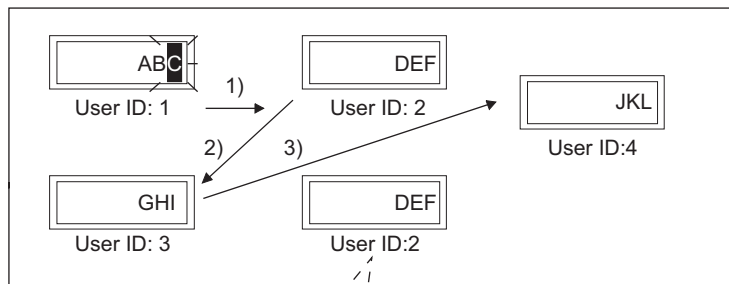 ABC
DEF
User ID: 1
1)
User ID: 2
JKL
2)
3)
User ID:4
GHI
DEF
User ID: 3
User ID:2